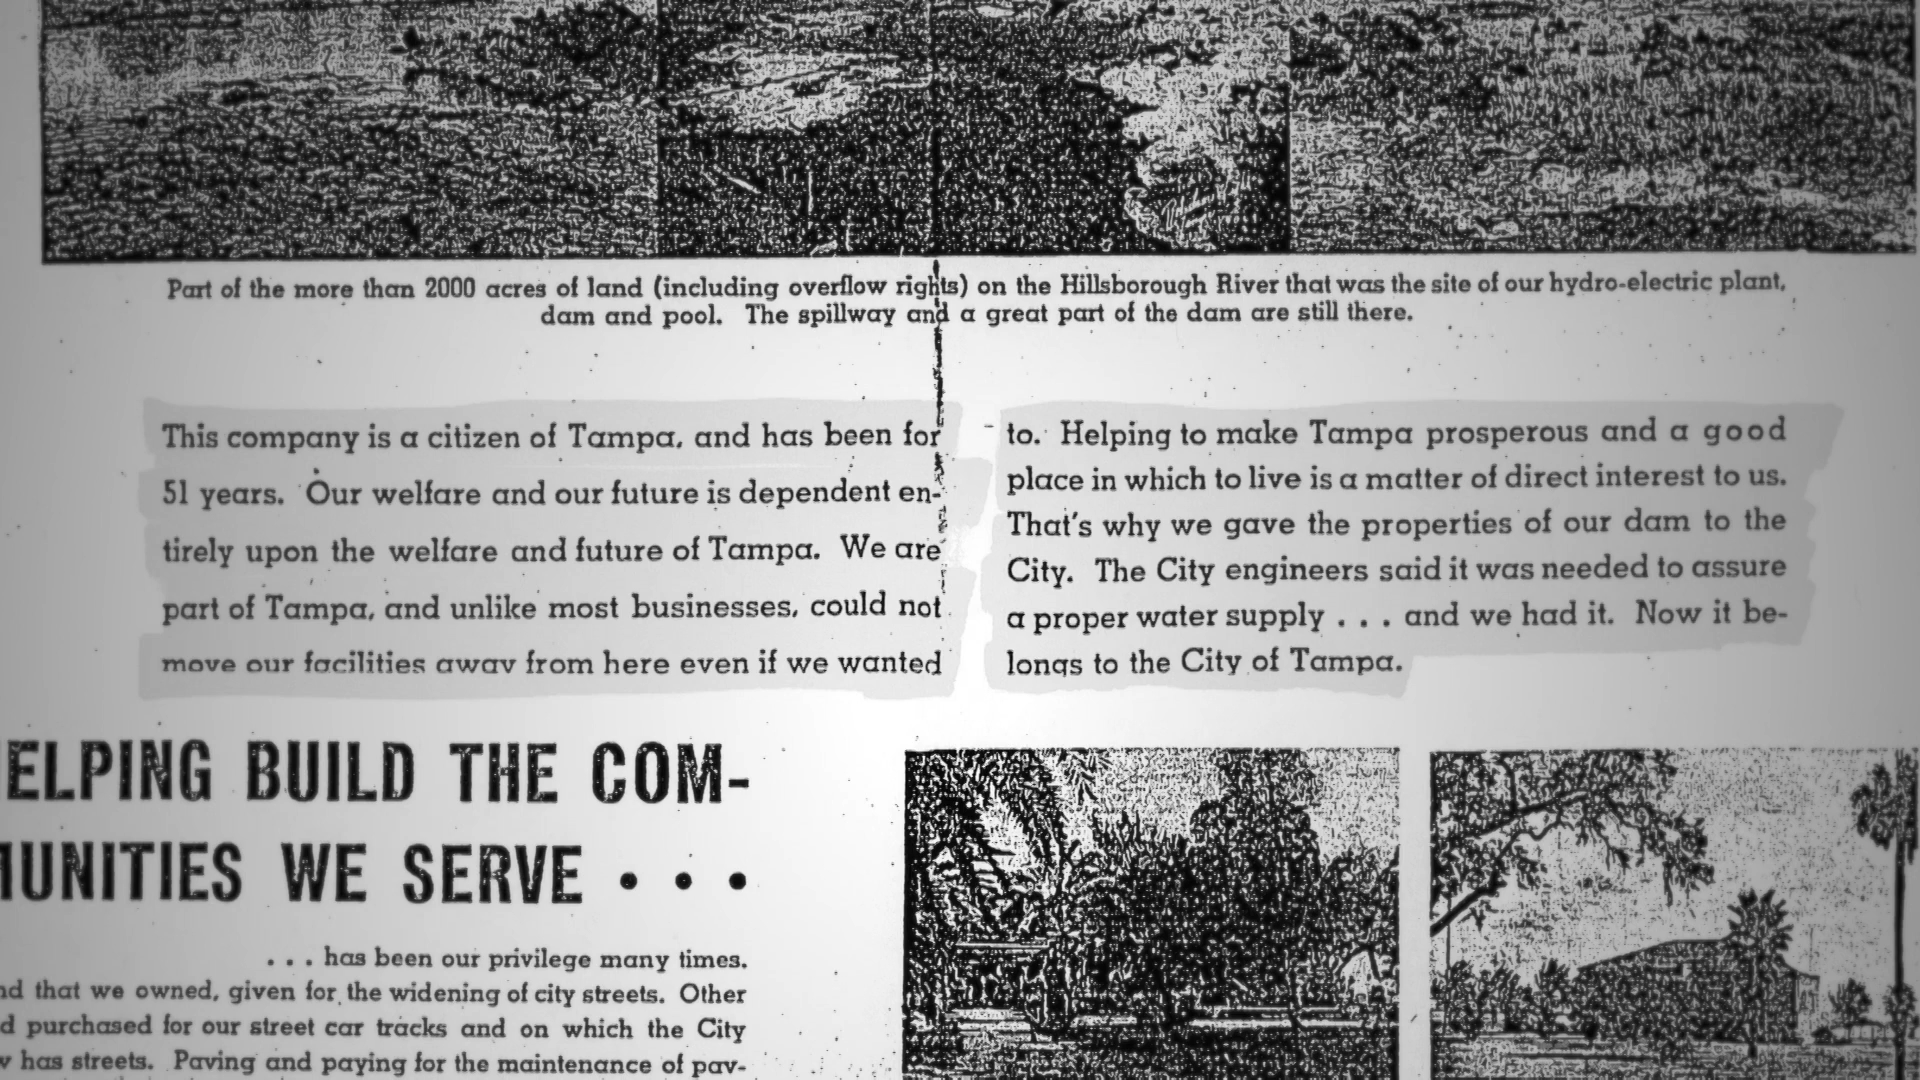 Part of the more than 2000 acres of land (including overflow rights) on the Hillsborough River that was the site of our hydro-electric plant,
dam and pool. The spillway and a great part of the dam are still there.
This company is a citizen of Tampa, and has been for
51 years. Our welfare and our future is dependent en-
tirely upon the welfare and future of Tampa. We are
part of Tampa, and unlike most businesses, could not
move our facilities away from here even if we wanted
to. Helping to make Tampa prosperous and a good
place in which to live is a matter of direct interest to us.
That's why we gave the properties of our dam to the
City. The City engineers said it was needed to assure
a proper water supply . . . and we had it. Now it be-
longs to the City of Tampa.
ELPING BUILD THE COM-
MUNITIES WE SERVE . . .
. . . has been our privilege many times.
nd that we owned, given for the widening of city streets. Other
d purchased for our street car tracks and on which the City
w has streets. Paving and paying for the maintenance of pav-